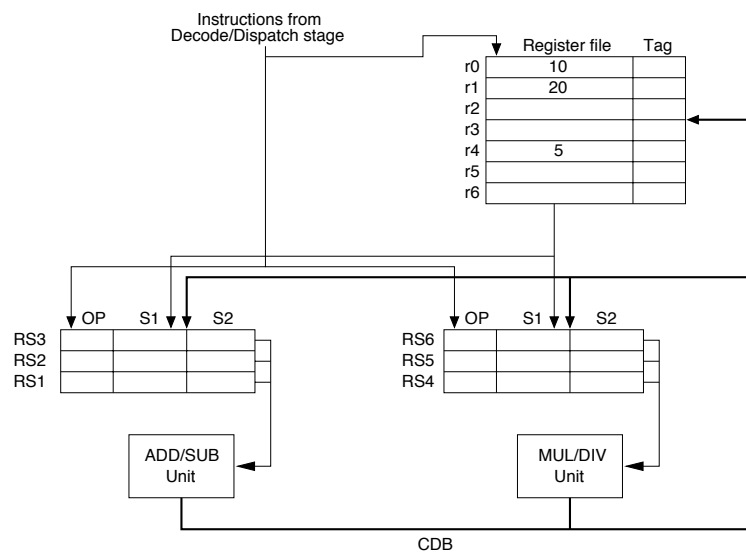 Instructions from
Decode/Dispatch stage
Register file Tag
r0 10
r1 20
r2
r3
r4 5
r5
r6
OP S1 S2
RS3
RS2
RS1
OP S1 S2
RS6
RS5
RS4
ADD/SUB
Unit
MUL/DIV
Unit
CDB